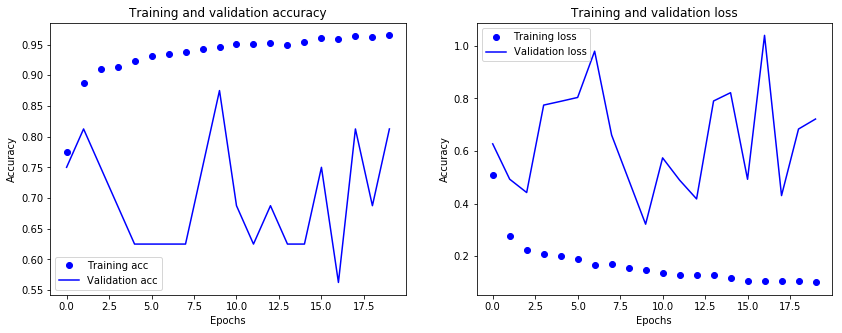 Training and validation accuracy
Accuracy
0.95
0.90
0.85
0.80
0.75
0.70
0.65
0.60
0.55
Training acc
Validation acc
0.0 2.5 5.0 7.5 10.0 12.5 15.0 17.5
Epochs
Training and validation loss
Accuracy
1.0
0.8
0.6
0.4
0.2
Training loss
Validation loss
0.0 2.5 5.0 7.5 10.0 12.5 15.0 17.5
Epochs